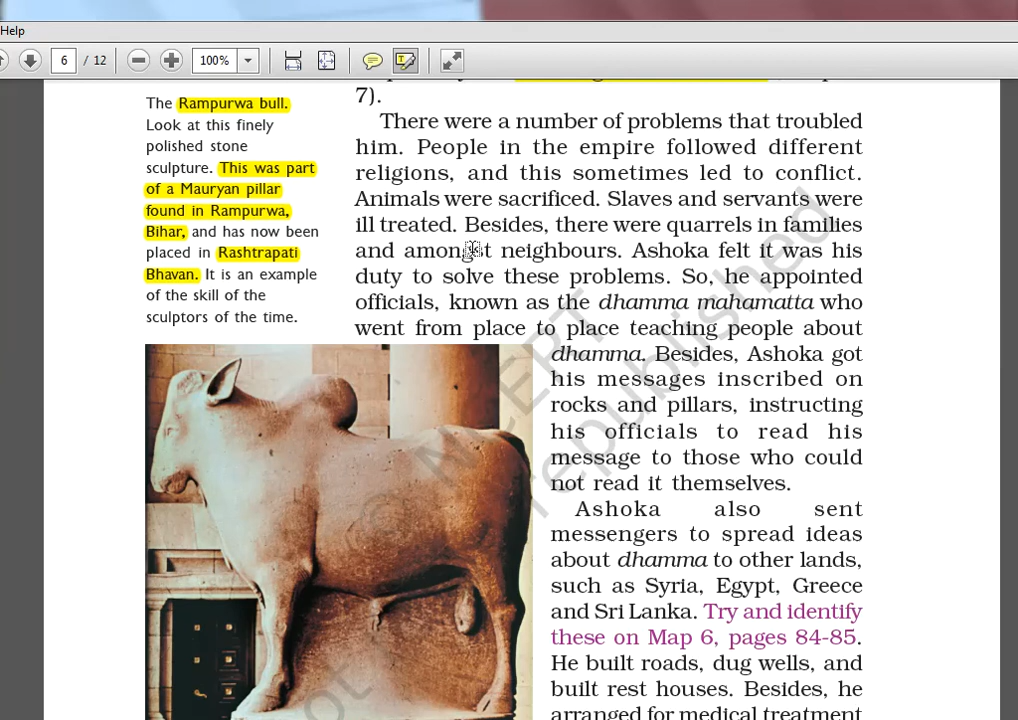 Help
6 / 12 100%
The Rampurwa bull.
Look at this finely
polished stone
sculpture. This was part
of a Mauryan pillar
found in Rampurwa,
Bihar, and has now been
placed in Rashtrapati
Bhavan. It is an example
of the skill of the
sculptors of the time.
7).
There were a number of problems that troubled
him. People in the empire followed different
religions, and this sometimes led to conflict.
Animals were sacrificed. Slaves and servants were
ill treated. Besides, there were quarrels in families
and amongst neighbours. Ashoka felt it was his
duty to solve these problems. So, he appointed
officials, known as the dhamma mahamatta who
went from place to place teaching people about
dhamma. Besides, Ashoka got
his messages inscribed on
rocks and pillars, instructing
his officials to read his
message to those who could
not read it themselves.
Ashoka also sent
messengers to spread ideas
about dhamma to other lands,
such as Syria, Egypt, Greece
and Sri Lanka. Try and identify
these on Map 6, pages 84-85.
He built roads, dug wells, and
built rest houses. Besides, he
arranged for medical treatment
© NCERT
not republished